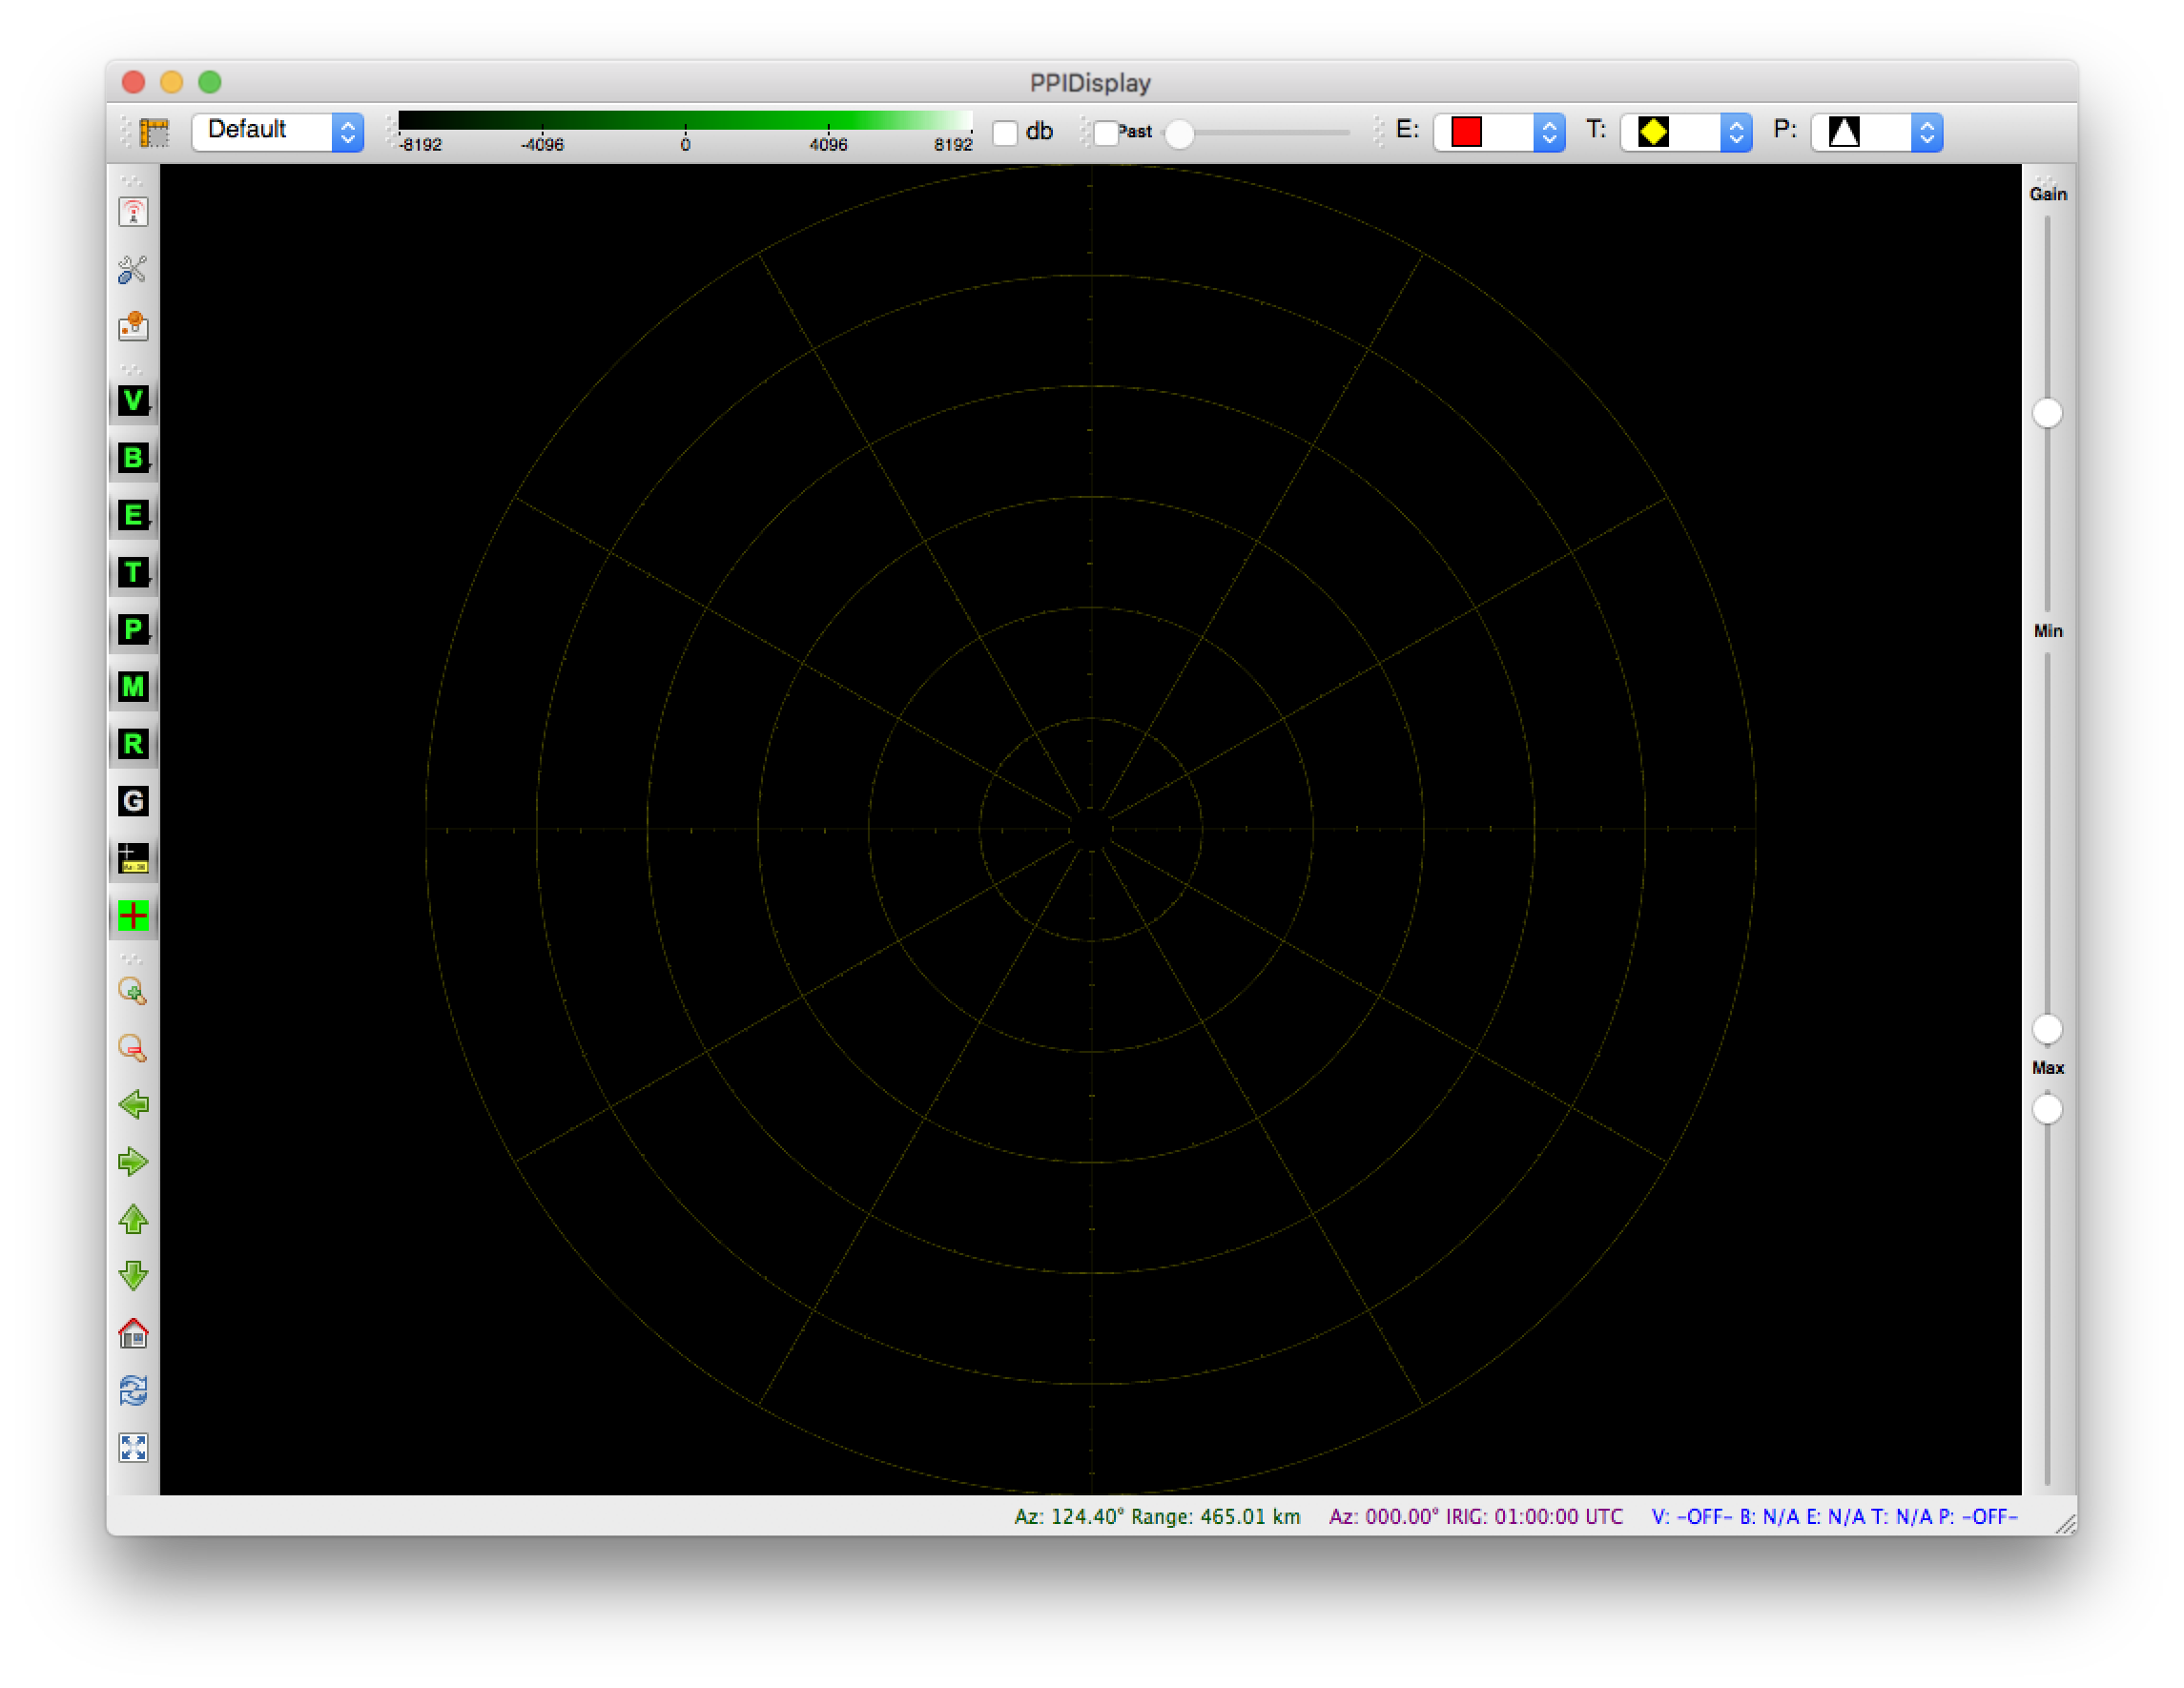 PPIDisplay
Default
-8192 -4096 0 4096 8192
db
Past
E:
T:
P:
Gain
V
B
E
T
P
Min
M
R
G
Max
Az: 124.40° Range: 465.01 km Az: 000.00° IRIG: 01:00:00 UTC V: -OFF- B: N/A E: N/A T: N/A P: -OFF-